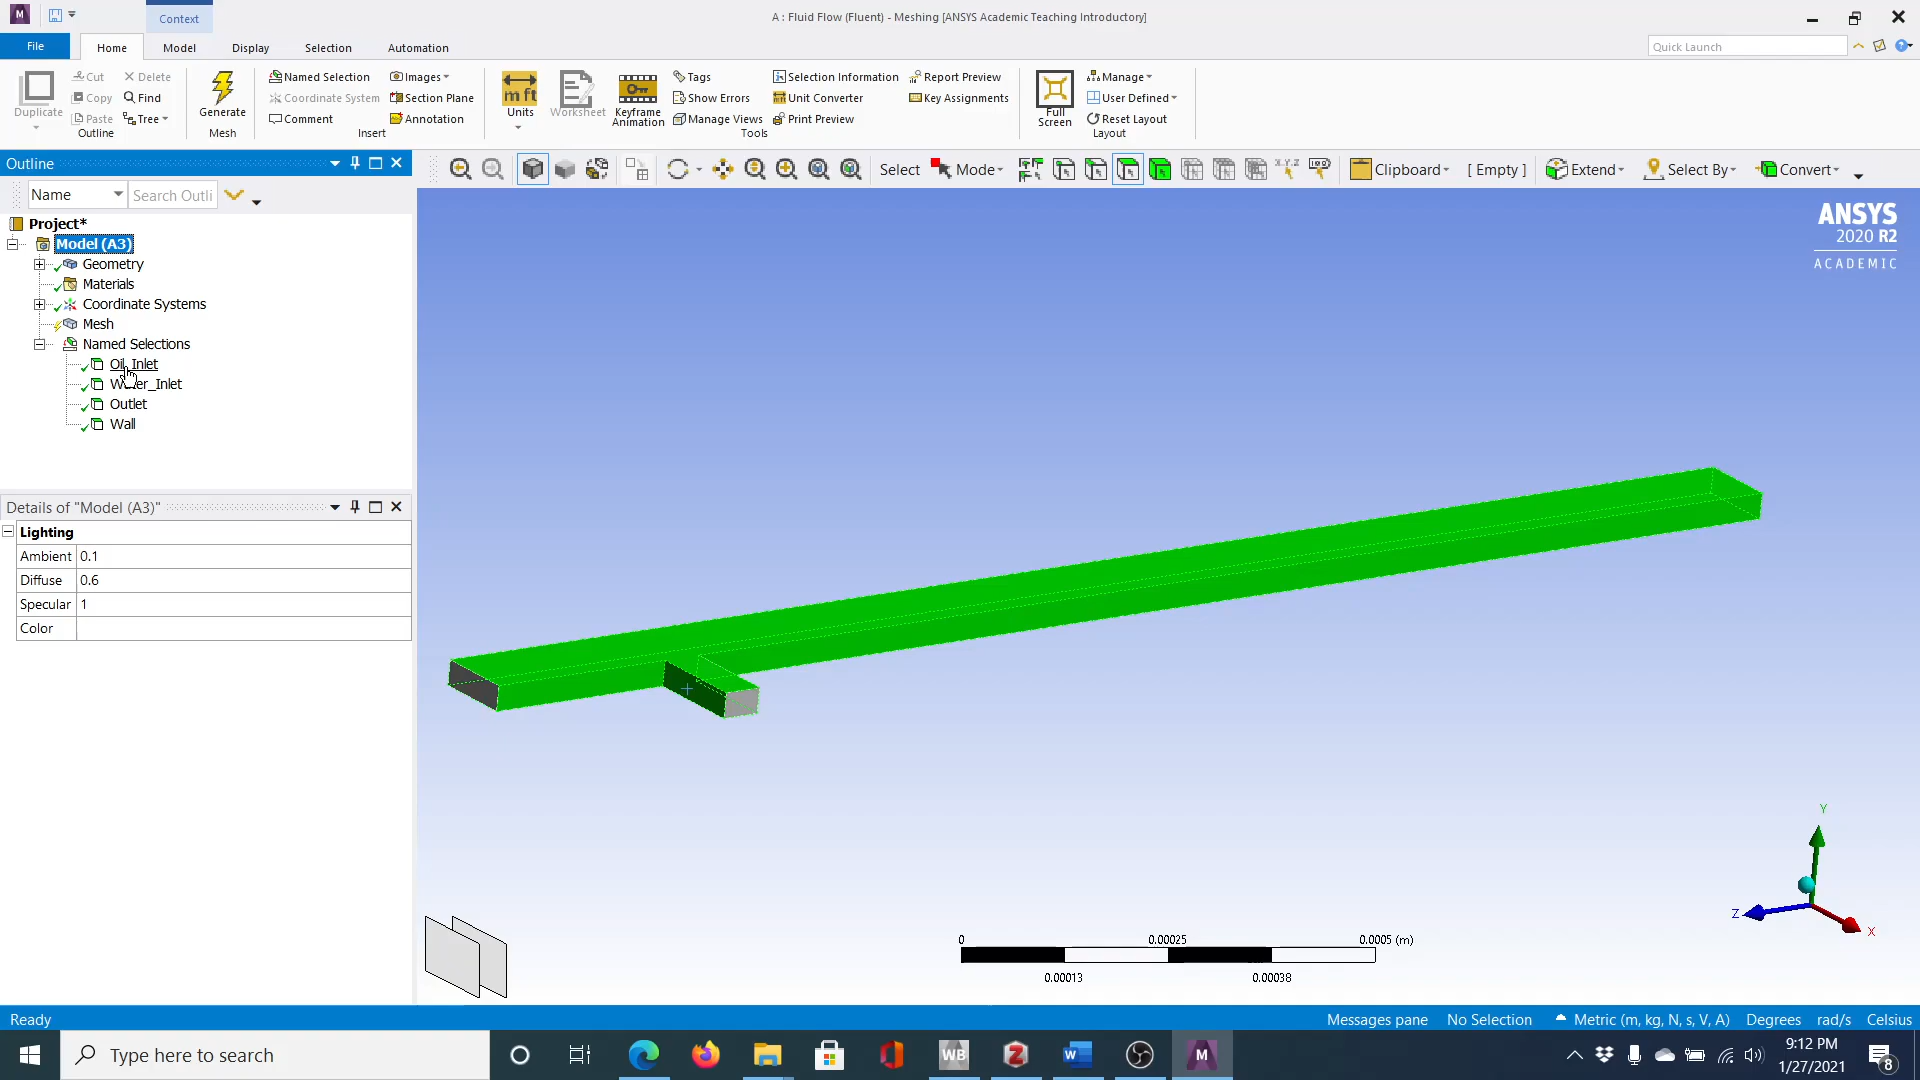 M
Context
A : Fluid Flow (Fluent) - Meshing [ANSYS Academic Teaching Introductory]
File
Home
Model
Display
Selection
Automation
Quick Launch
Duplicate
Cut
Copy
Paste
Delete
Find
Tree
Outline
Generate
Mesh
Named Selection
Coordinate System
Comment
Images
Section Plane
Annotation
Insert
m ft
Units
Worksheet
Keyframe
Animation
Tags
Show Errors
Manage Views
Selection Information
Unit Converter
Print Preview
Report Preview
Key Assignments
Tools
Full
Screen
Manage
User Defined
Reset Layout
Layout
Outline
Name
Search Outli
Select
Mode
Clipboard
[ Empty ]
Extend
Select By
Convert
Project*
Model (A3)
Geometry
Materials
Coordinate Systems
Mesh
Named Selections
Oil_Inlet
Water_Inlet
Outlet
Wall
Details of "Model (A3)"
Lighting
Ambient 0.1
Diffuse 0.6
Specular 1
Color
ANSYS
2020 R2
ACADEMIC
Y
Z
X
0 0.00025 0.0005 (m)
0.00013 0.00038
Ready
Messages pane
No Selection
Metric (m, kg, N, s, V, A)
Degrees
rad/s
Celsius
Type here to search
WB
Z
W
M
9:12 PM
1/27/2021
8